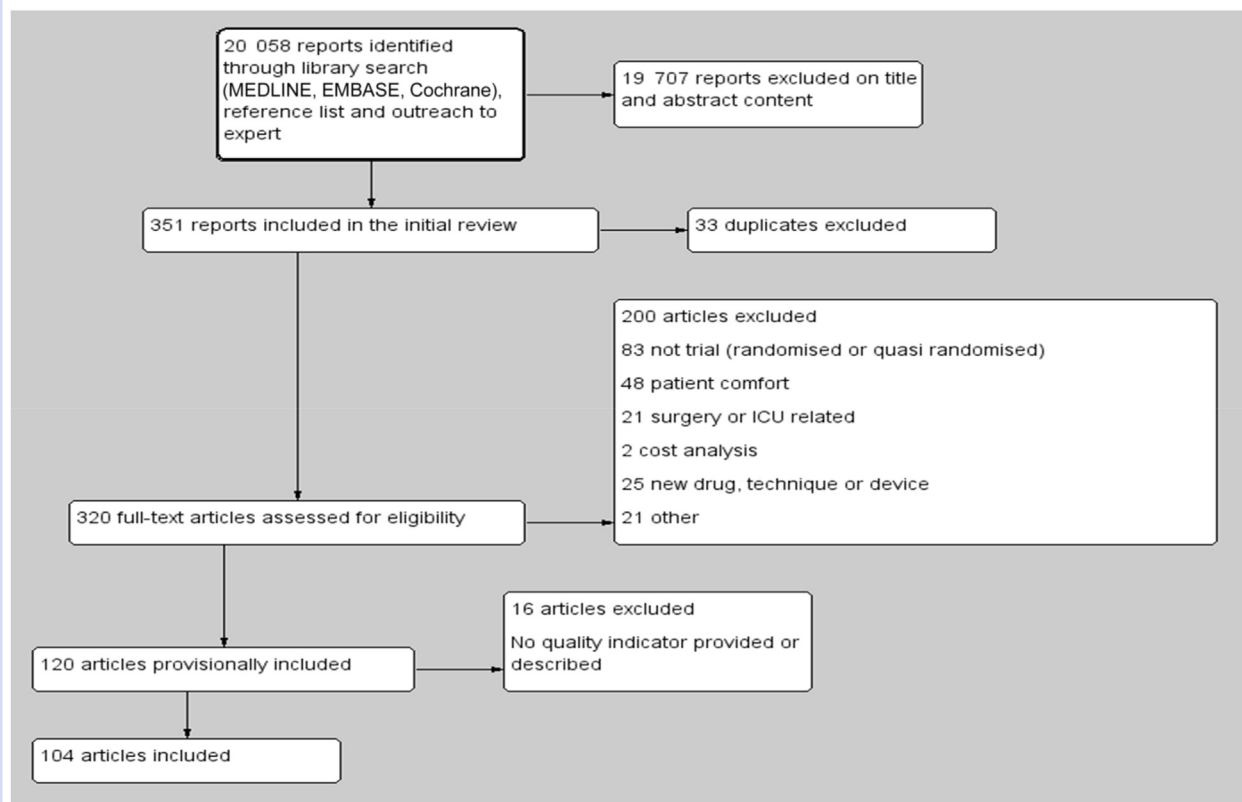 20 058 reports identified
through library search
(MEDLINE, EMBASE, Cochrane),
reference list and outreach to
expert
19 707 reports excluded on title
and abstract content
351 reports included in the initial review
33 duplicates excluded
200 articles excluded
83 not trial (randomised or quasi randomised)
48 patient comfort
21 surgery or ICU related
2 cost analysis
25 new drug, technique or device
21 other
320 full-text articles assessed for eligibility
16 articles excluded
No quality indicator provided or
described
120 articles provisionally included
104 articles included